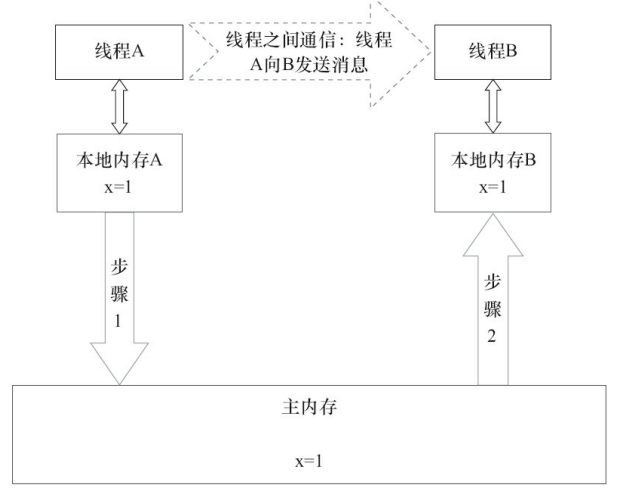 线程A
线程之间通信：线程
A向B发送消息
线程B
本地内存A
x=1
本地内存B
x=1
步
骤
1
步
骤
2
主内存
x=1